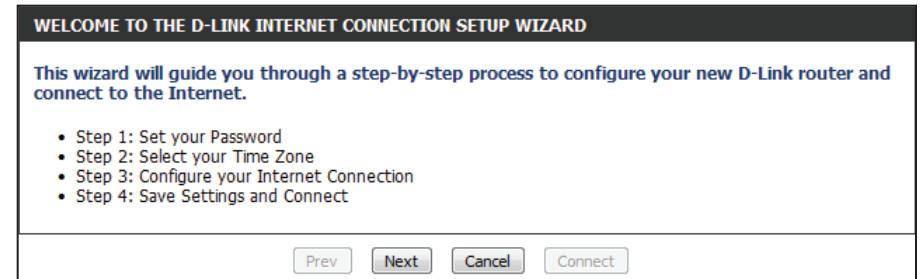 WELCOME TO THE D-LINK INTERNET CONNECTION SETUP WIZARD
This wizard will guide you through a step-by-step process to configure your new D-Link router and
connect to the Internet.
• Step 1: Set your Password
• Step 2: Select your Time Zone
• Step 3: Configure your Internet Connection
• Step 4: Save Settings and Connect
Prev Next Cancel Connect